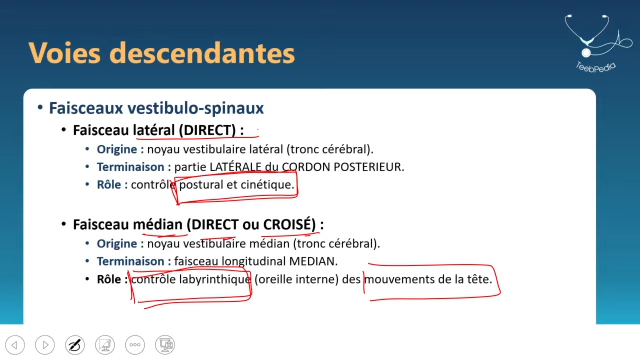 TeebPedia
Voies descendantes
• Faisceaux vestibulo-spinaux
• Faisceau latéral (DIRECT) :
• Origine : noyau vestibulaire latéral (tronc cérébral).
• Terminaison : partie LATÉRALE du CORDON POSTERIEUR.
• Rôle : contrôle postural et cinétique.
• Faisceau médian (DIRECT ou CROISÉ) :
• Origine : noyau vestibulaire médian (tronc cérébral).
• Terminaison : faisceau longitudinal MEDIAN.
• Rôle : contrôle labyrinthique (oreille interne) des mouvements de la tête.